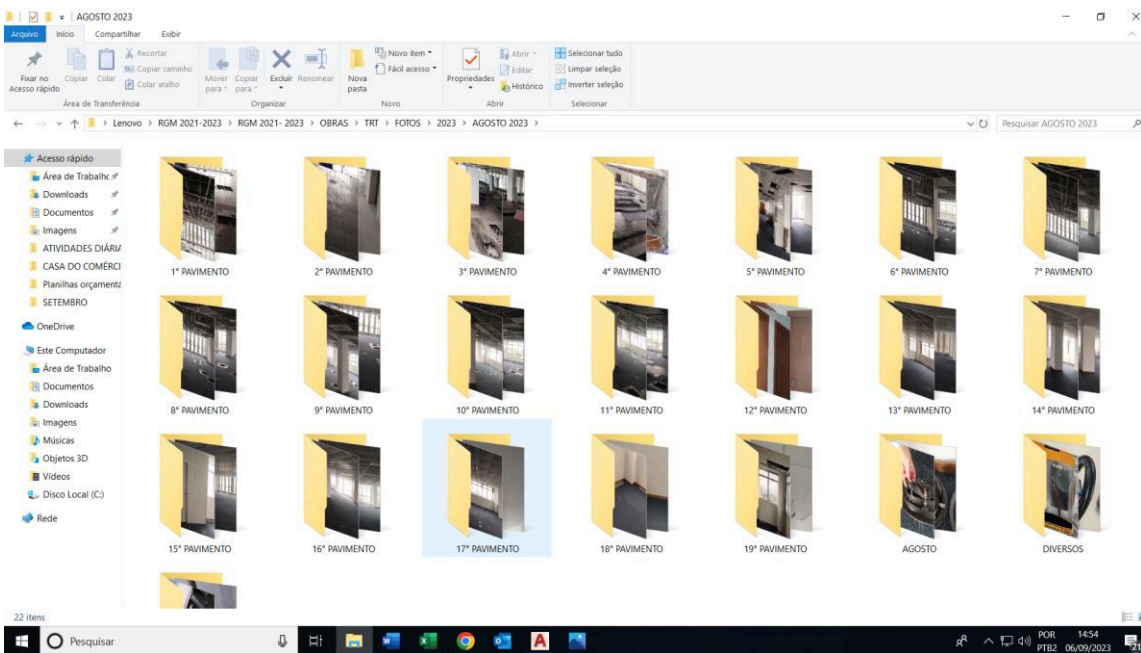 AGOSTO 2023
Arquivo Início Compartilhar Exibir
Fixar no Acesso rápido
Copiar
Colar
Recortar
Copiar caminho
Colar atalho
Mover para
Copiar para
Excluir
Renomear
Nova pasta
Novo item
Fácil acesso
Propriedades
Abrir
Editar
Histórico
Selecionar tudo
Limpar seleção
Inverter seleção
Área de Transferência Organizar Novo Abrir Selecionar
Lenovo > RGM 2021-2023 > RGM 2021- 2023 > OBRAS > TRT > FOTOS > 2023 > AGOSTO 2023 >
Pesquisar AGOSTO 2023
Acesso rápido
Área de Trabalho
Downloads
Documentos
Imagens
ATIVIDADES DIÁRIA
CASA DO COMÉRCI
Planilhas orçamenta
SETEMBRO
OneDrive
Este Computador
Área de Trabalho
Documentos
Downloads
Imagens
Músicas
Objetos 3D
Vídeos
Disco Local (C:)
Rede
1° PAVIMENTO 2° PAVIMENTO 3° PAVIMENTO 4° PAVIMENTO 5° PAVIMENTO 6° PAVIMENTO 7° PAVIMENTO
8° PAVIMENTO 9° PAVIMENTO 10° PAVIMENTO 11° PAVIMENTO 12° PAVIMENTO 13° PAVIMENTO 14° PAVIMENTO
15° PAVIMENTO 16° PAVIMENTO 17° PAVIMENTO 18° PAVIMENTO 19° PAVIMENTO AGOSTO DIVERSOS
22 itens
Pesquisar
POR 14:54
PTB2 06/09/2023